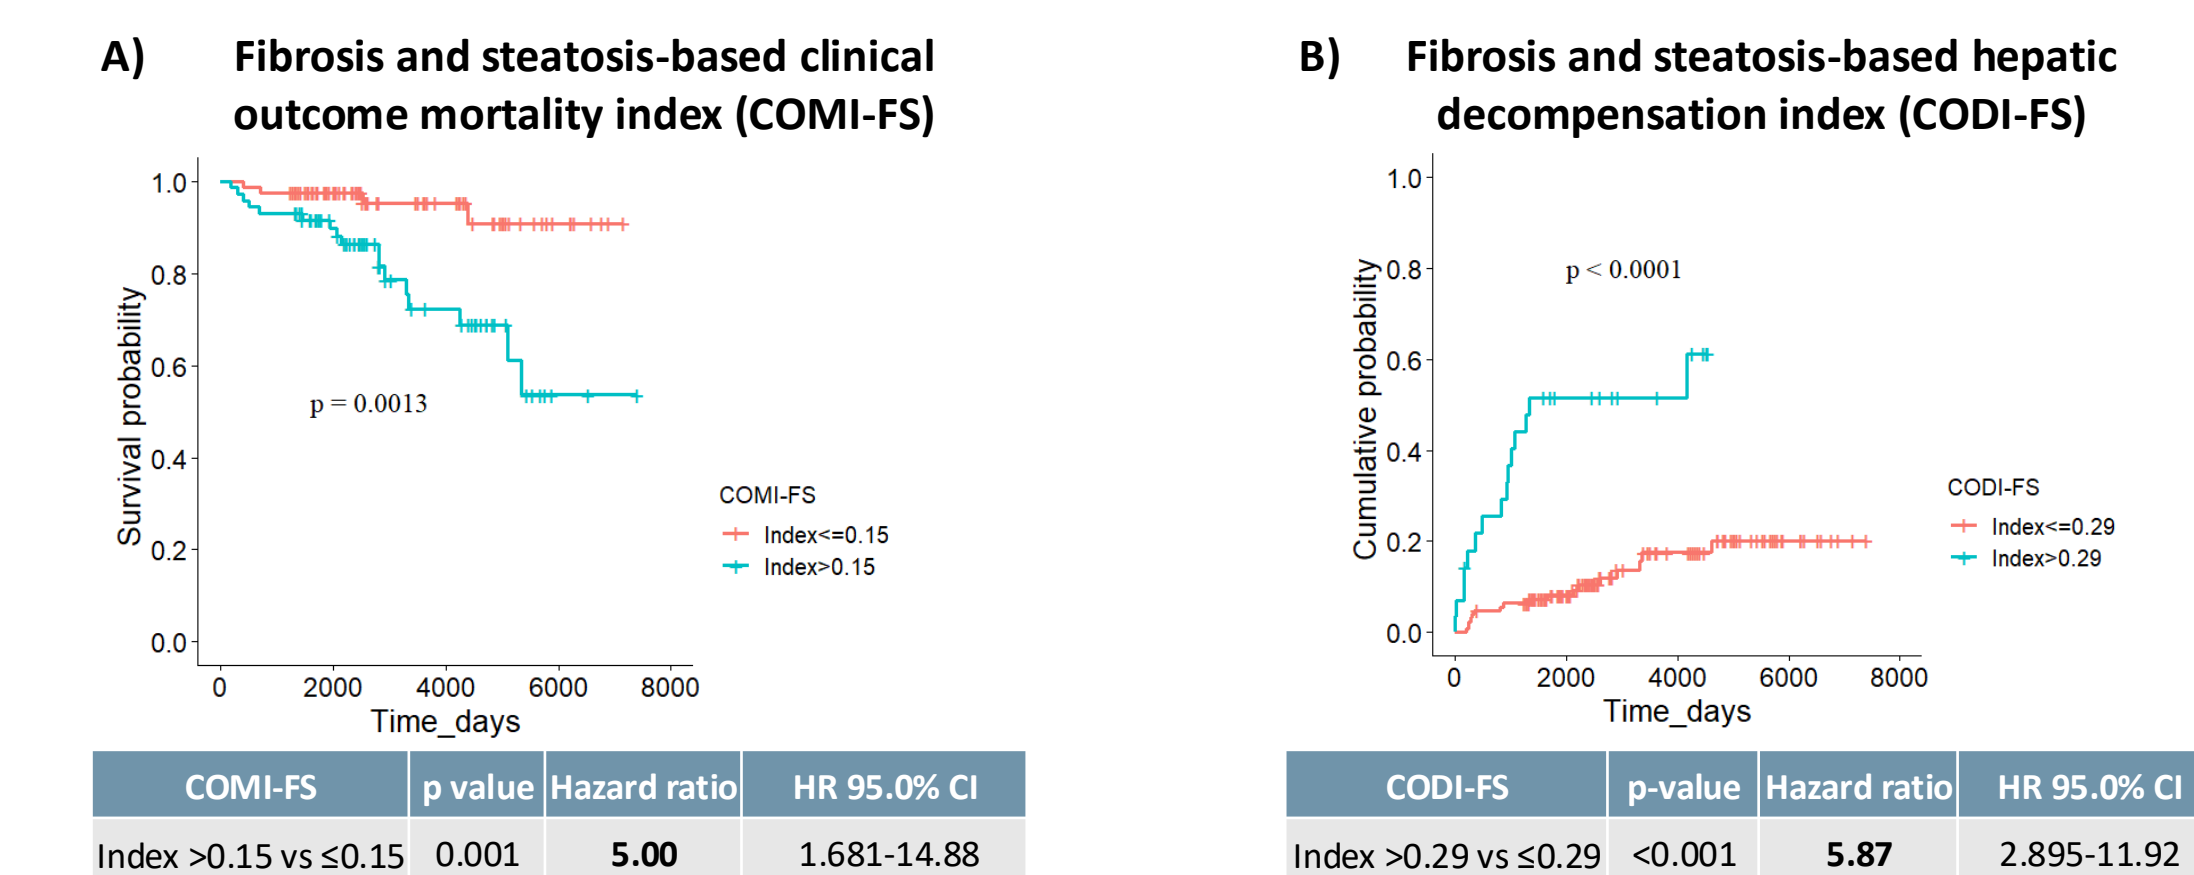 A)
Fibrosis and steatosis-based clinical
outcome mortality index (COMI-FS)
Survival probability
1.0
0.8
0.6
0.4
0.2
0.0
p = 0.0013
0 2000 4000 6000 8000
Time_days
COMI-FS
Index<=0.15
Index>0.15
COMI-FS p value Hazard ratio HR 95.0% CI
Index >0.15 vs ≤0.15 0.001 5.00 1.681-14.88
B)
Fibrosis and steatosis-based hepatic
decompensation index (CODI-FS)
Cumulative probability
1.0
0.8
0.6
0.4
0.2
0.0
p < 0.0001
0 2000 4000 6000 8000
Time_days
CODI-FS
Index<=0.29
Index>0.29
CODI-FS p-value Hazard ratio HR 95.0% CI
Index >0.29 vs ≤0.29 <0.001 5.87 2.895-11.92